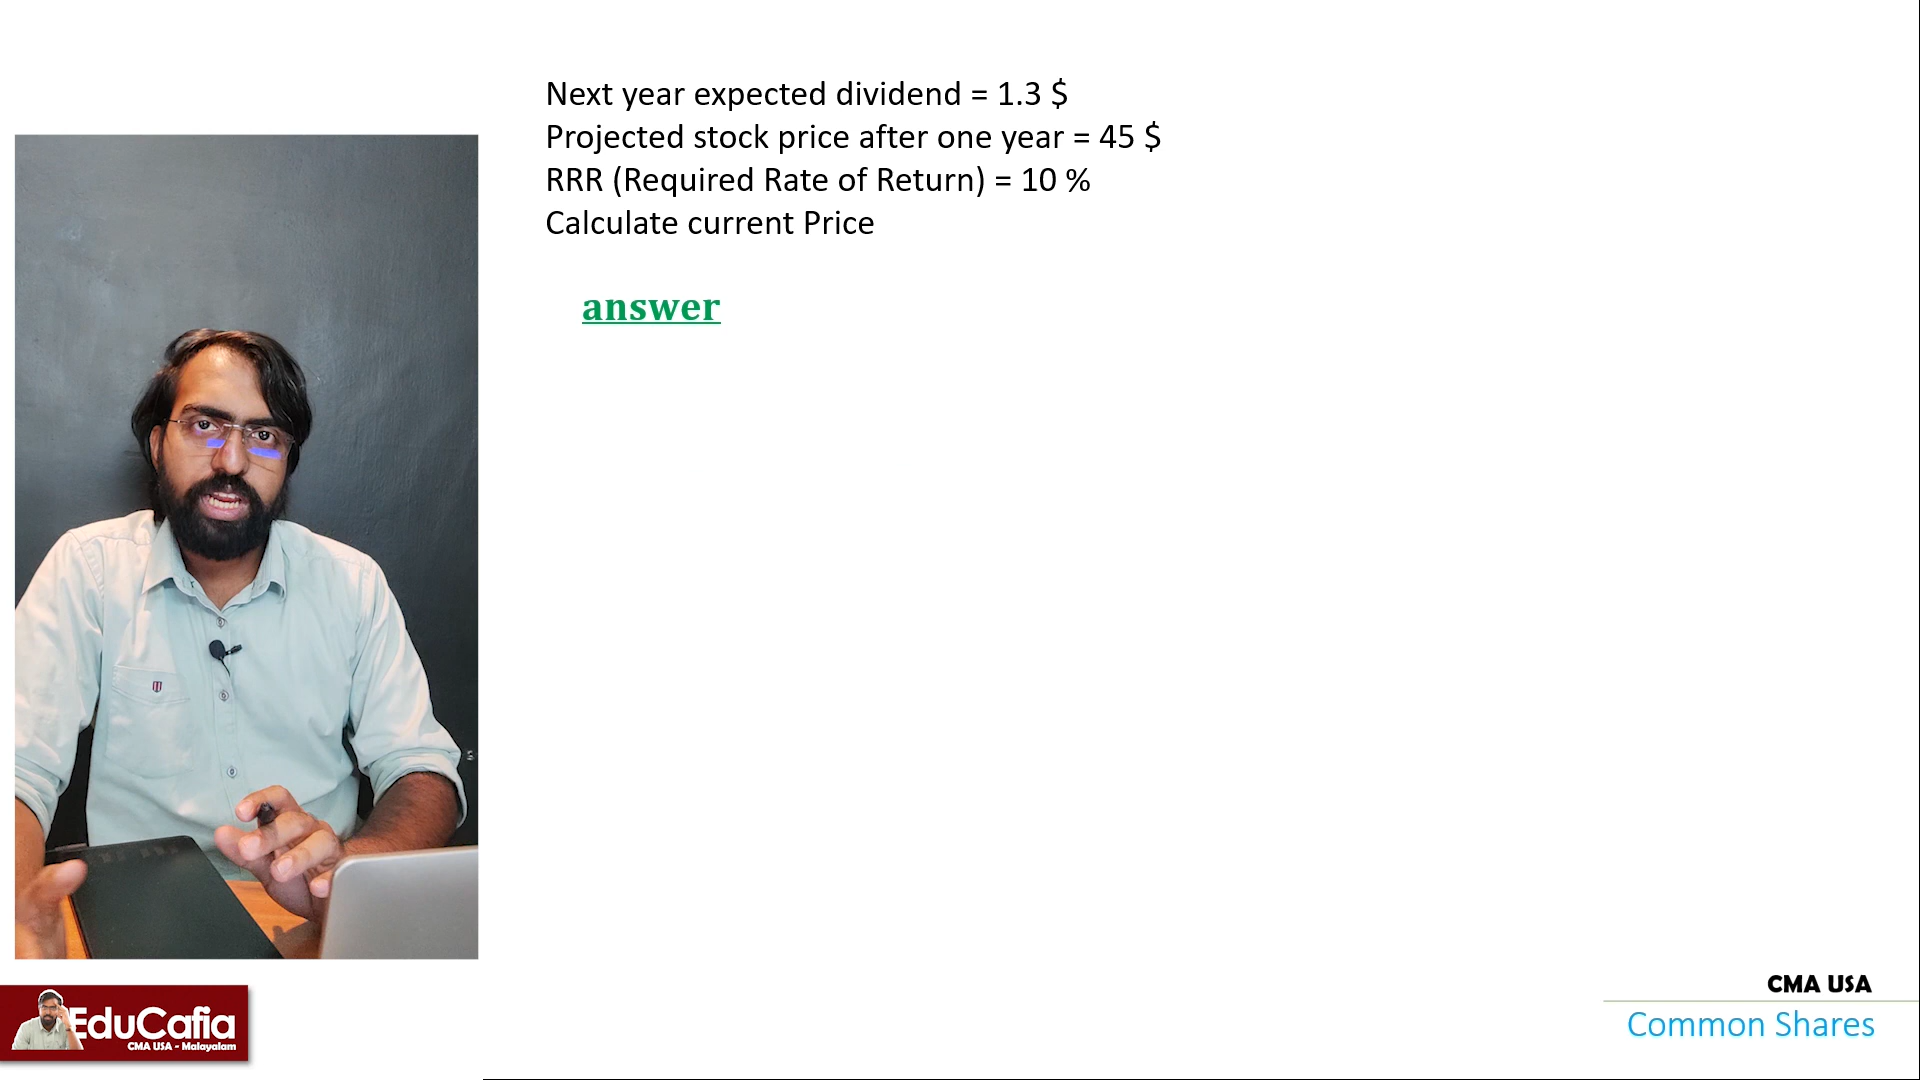 Next year expected dividend = 1.3 $
Projected stock price after one year = 45 $
RRR (Required Rate of Return) = 10 %
Calculate current Price
answer
EduCafia
CMA USA - Malayalam
CMA USA
Common Shares